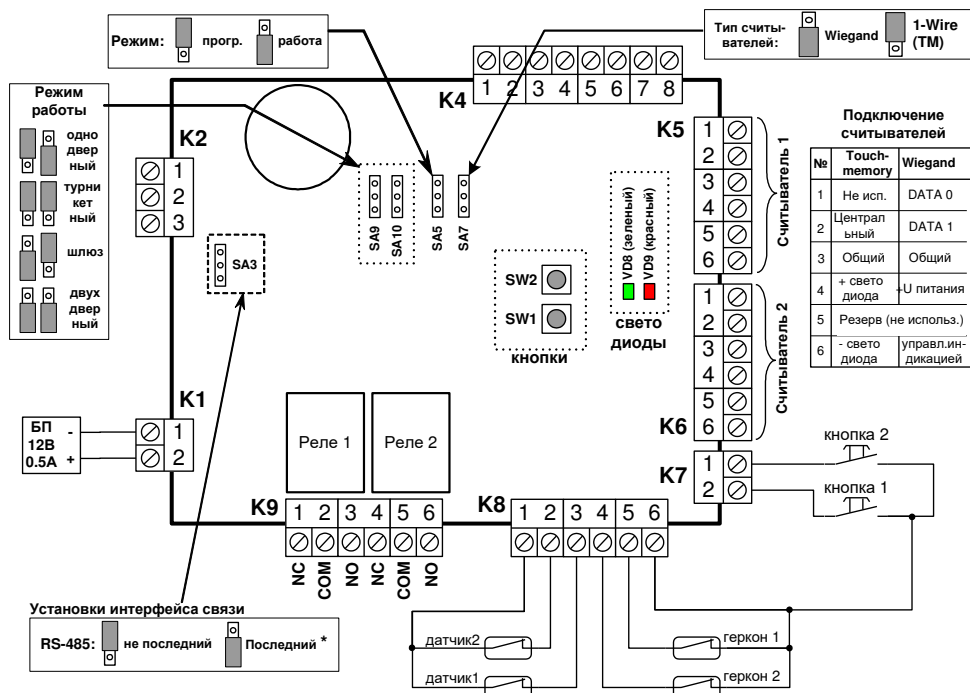 Режим:
прогр.
работа
Тип считы-
вателей:
Wiegand
1-Wire
(TM)
Режим
работы
одно
двер
ный
турни
кет
ный
шлюз
двух
двер
ный
K4
1 2 3 4 5 6 7 8
K2
1
2
3
K5
1
2
3
4
5
6
Считыватель 1
Подключение
считывателей
№ Touch-memory Wiegand
1 Не исп. DATA 0
2 Централ ьный DATA 1
3 Общий Общий
4 + свето диода +U питания
5 Резерв (не использ.)
6 - свето диода управл.ин-дикацией
SA9
SA10
SA5
SA7
SA3
VD8 (зеленый)
VD9 (красный)
SW2
SW1
кнопки
свето
диоды
1
2
3
4
5
6
Считыватель 2
K6
K1
1
2
БП
12В
0.5А
-
+
Реле 1
Реле 2
K7
1
2
кнопка 2
кнопка 1
K9
1 2 3 4 5 6
NC COM NO NC COM NO
K8
1 2 3 4 5 6
Установки интерфейса связи
RS-485:
не последний
Последний *
датчик2
датчик1
геркон 1
геркон 2